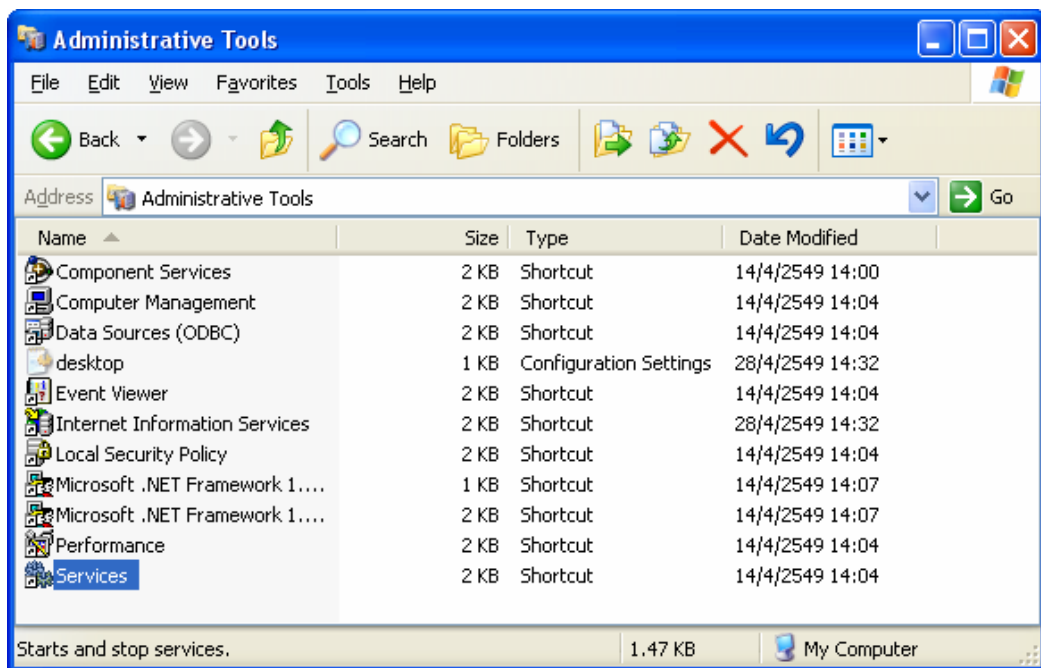 Administrative Tools
File Edit View Favorites Tools Help
Back Search Folders
Address Administrative Tools Go
Name Size Type Date Modified
Component Services 2 KB Shortcut 14/4/2549 14:00
Computer Management 2 KB Shortcut 14/4/2549 14:04
Data Sources (ODBC) 2 KB Shortcut 14/4/2549 14:04
desktop 1 KB Configuration Settings 28/4/2549 14:32
Event Viewer 2 KB Shortcut 14/4/2549 14:04
Internet Information Services 2 KB Shortcut 28/4/2549 14:32
Local Security Policy 2 KB Shortcut 14/4/2549 14:04
Microsoft .NET Framework 1.... 1 KB Shortcut 14/4/2549 14:07
Microsoft .NET Framework 1.... 2 KB Shortcut 14/4/2549 14:07
Performance 2 KB Shortcut 14/4/2549 14:04
Services 2 KB Shortcut 14/4/2549 14:04
Starts and stop services. 1.47 KB My Computer